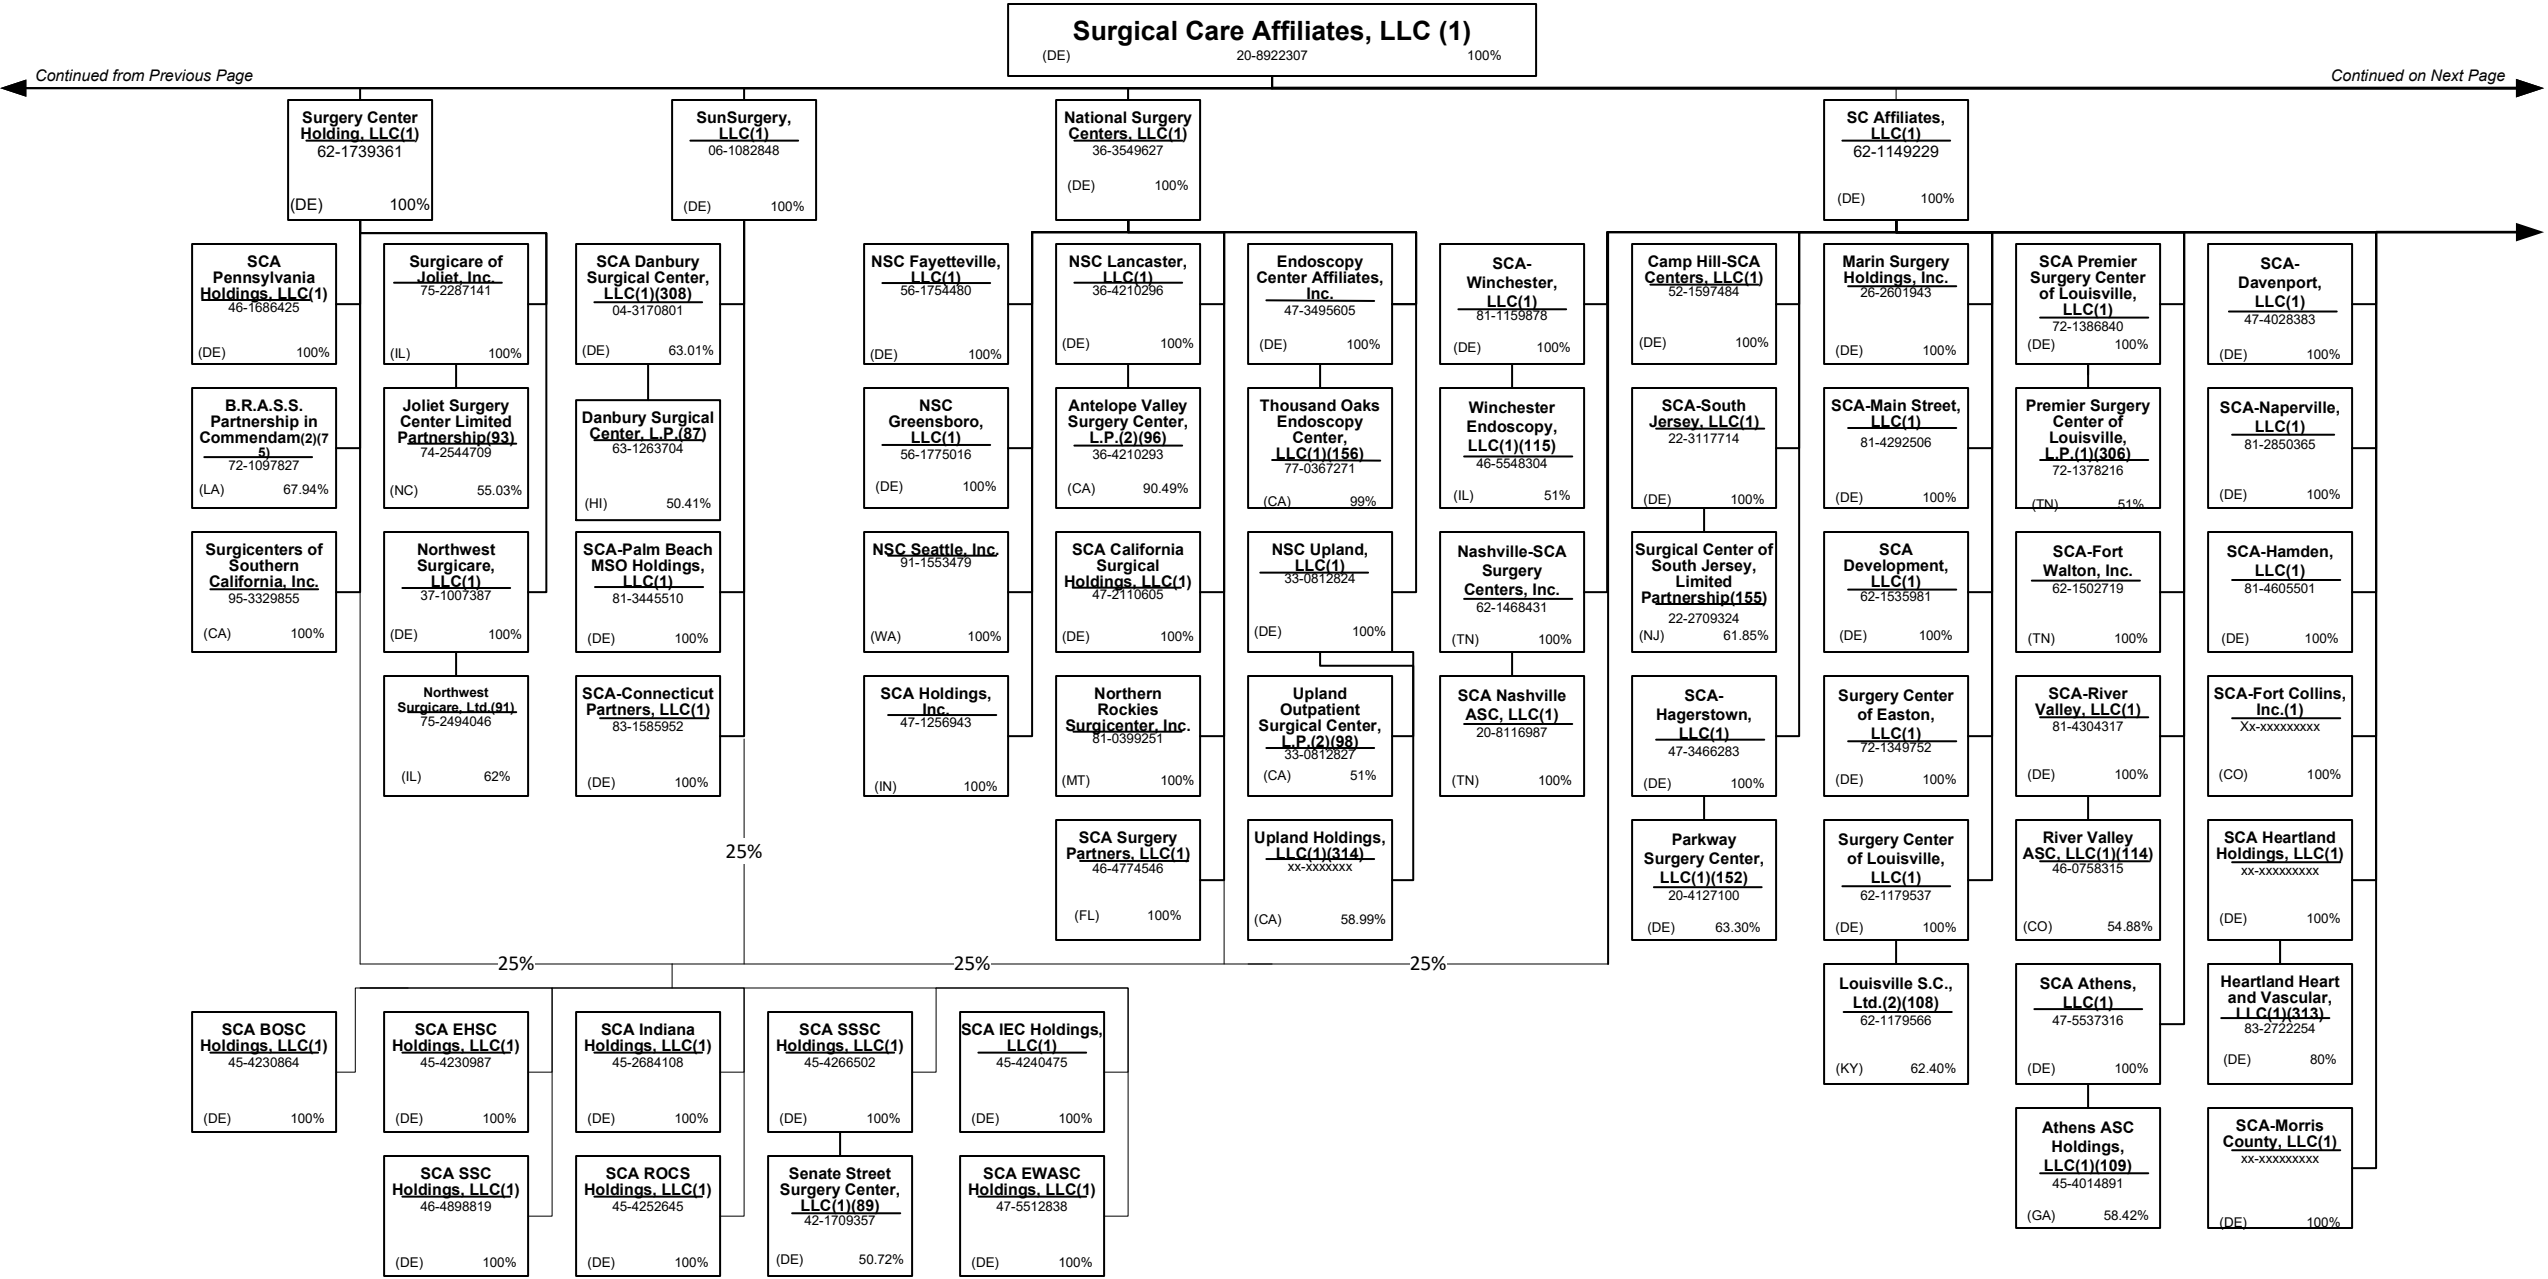 Surgical Care Affiliates, LLC (1)
(DE) 20-8922307 100%
Continued from Previous Page
Continued on Next Page
Surgery Center
Holding, LLC(1)
62-1739361
(DE) 100%
SunSurgery,
LLC(1)
06-1082848
(DE) 100%
National Surgery
Centers, LLC(1)
36-3549627
(DE) 100%
SC Affiliates,
LLC(1)
62-1149229
(DE) 100%
SCA
Pennsylvania
Holdings, LLC(1)
46-1686425
(DE) 100%
Surgicare of
Joliet, Inc.
75-2287141
(IL) 100%
SCA Danbury
Surgical Center,
LLC(1)(308)
04-3170801
(DE) 63.01%
NSC Fayetteville,
LLC(1)
56-1754480
(DE) 100%
NSC Lancaster,
LLC(1)
36-4210296
(DE) 100%
Endoscopy
Center Affiliates,
Inc.
47-3495605
(DE) 100%
SCA-
Winchester,
LLC(1)
81-1159878
(DE) 100%
Camp Hill-SCA
Centers, LLC(1)
52-1597484
(DE) 100%
Marin Surgery
Holdings, Inc.
26-2601943
(DE) 100%
SCA Premier
Surgery Center
of Louisville,
LLC(1)
72-1386840
(DE) 100%
SCA-
Davenport,
LLC(1)
47-4028383
(DE) 100%
B.R.A.S.S.
Partnership in
Commendam(2)(7
5)
72-1097827
(LA) 67.94%
Joliet Surgery
Center Limited
Partnership(93)
74-2544709
(NC) 55.03%
Danbury Surgical
Center, L.P.(87)
63-1263704
(HI) 50.41%
NSC
Greensboro,
LLC(1)
56-1775016
(DE) 100%
Antelope Valley
Surgery Center,
L.P.(2)(96)
36-4210293
(CA) 90.49%
Thousand Oaks
Endoscopy
Center,
LLC(1)(156)
77-0367271
(CA) 99%
Winchester
Endoscopy,
LLC(1)(115)
46-5548304
(IL) 51%
SCA-South
Jersey, LLC(1)
22-3117714
(DE) 100%
SCA-Main Street,
LLC(1)
81-4292506
(DE) 100%
Premier Surgery
Center of
Louisville,
L.P.(1)(306)
72-1378216
(TN) 51%
SCA-Naperville,
LLC(1)
81-2850365
(DE) 100%
Surgicenters of
Southern
California, Inc.
95-3329855
(CA) 100%
Northwest
Surgicare,
LLC(1)
37-1007387
(DE) 100%
SCA-Palm Beach
MSO Holdings,
LLC(1)
81-3445510
(DE) 100%
NSC Seattle, Inc.
91-1553479
(WA) 100%
SCA California
Surgical
Holdings, LLC(1)
47-2110605
(DE) 100%
NSC Upland,
LLC(1)
33-0812824
(DE) 100%
Nashville-SCA
Surgery
Centers, Inc.
62-1468431
(TN) 100%
Surgical Center of
South Jersey,
Limited
Partnership(155)
22-2709324
(NJ) 61.85%
SCA
Development,
LLC(1)
62-1535981
(DE) 100%
SCA-Fort
Walton, Inc.
62-1502719
(TN) 100%
SCA-Hamden,
LLC(1)
81-4605501
(DE) 100%
Northwest
Surgicare, Ltd.(91)
75-2494046
(IL) 62%
SCA-Connecticut
Partners, LLC(1)
83-1585952
(DE) 100%
SCA Holdings,
Inc.
47-1256943
(IN) 100%
Northern
Rockies
Surgicenter, Inc.
81-0399251
(MT) 100%
Upland
Outpatient
Surgical Center,
L.P.(2)(98)
33-0812827
(CA) 51%
SCA Nashville
ASC, LLC(1)
20-8116987
(TN) 100%
SCA-
Hagerstown,
LLC(1)
47-3466283
(DE) 100%
Surgery Center
of Easton,
LLC(1)
72-1349752
(DE) 100%
SCA-River
Valley, LLC(1)
81-4304317
(DE) 100%
SCA-Fort Collins,
Inc.(1)
Xx-xxxxxxxxx
(CO) 100%
25%
SCA Surgery
Partners, LLC(1)
46-4774546
(FL) 100%
Upland Holdings,
LLC(1)(314)
xx-xxxxxxx
(CA) 58.99%
Parkway
Surgery Center,
LLC(1)(152)
20-4127100
(DE) 63.30%
Surgery Center
of Louisville,
LLC(1)
62-1179537
(DE) 100%
River Valley
ASC, LLC(1)(114)
46-0758315
(CO) 54.88%
SCA Heartland
Holdings, LLC(1)
xx-xxxxxxxxx
(DE) 100%
25% 25% 25%
Louisville S.C.,
Ltd.(2)(108)
62-1179566
(KY) 62.40%
SCA Athens,
LLC(1)
47-5537316
(DE) 100%
Heartland Heart
and Vascular,
LLC(1)(313)
83-2722254
(DE) 80%
SCA BOSC
Holdings, LLC(1)
45-4230864
(DE) 100%
SCA EHSC
Holdings, LLC(1)
45-4230987
(DE) 100%
SCA Indiana
Holdings, LLC(1)
45-2684108
(DE) 100%
SCA SSSC
Holdings, LLC(1)
45-4266502
(DE) 100%
SCA IEC Holdings,
LLC(1)
45-4240475
(DE) 100%
Athens ASC
Holdings,
LLC(1)(109)
45-4014891
(GA) 58.42%
SCA-Morris
County, LLC(1)
xx-xxxxxxxxx
(DE) 100%
SCA SSC
Holdings, LLC(1)
46-4898819
(DE) 100%
SCA ROCS
Holdings, LLC(1)
45-4252645
(DE) 100%
Senate Street
Surgery Center,
LLC(1)(89)
42-1709357
(DE) 50.72%
SCA EWASC
Holdings, LLC(1)
47-5512838
(DE) 100%